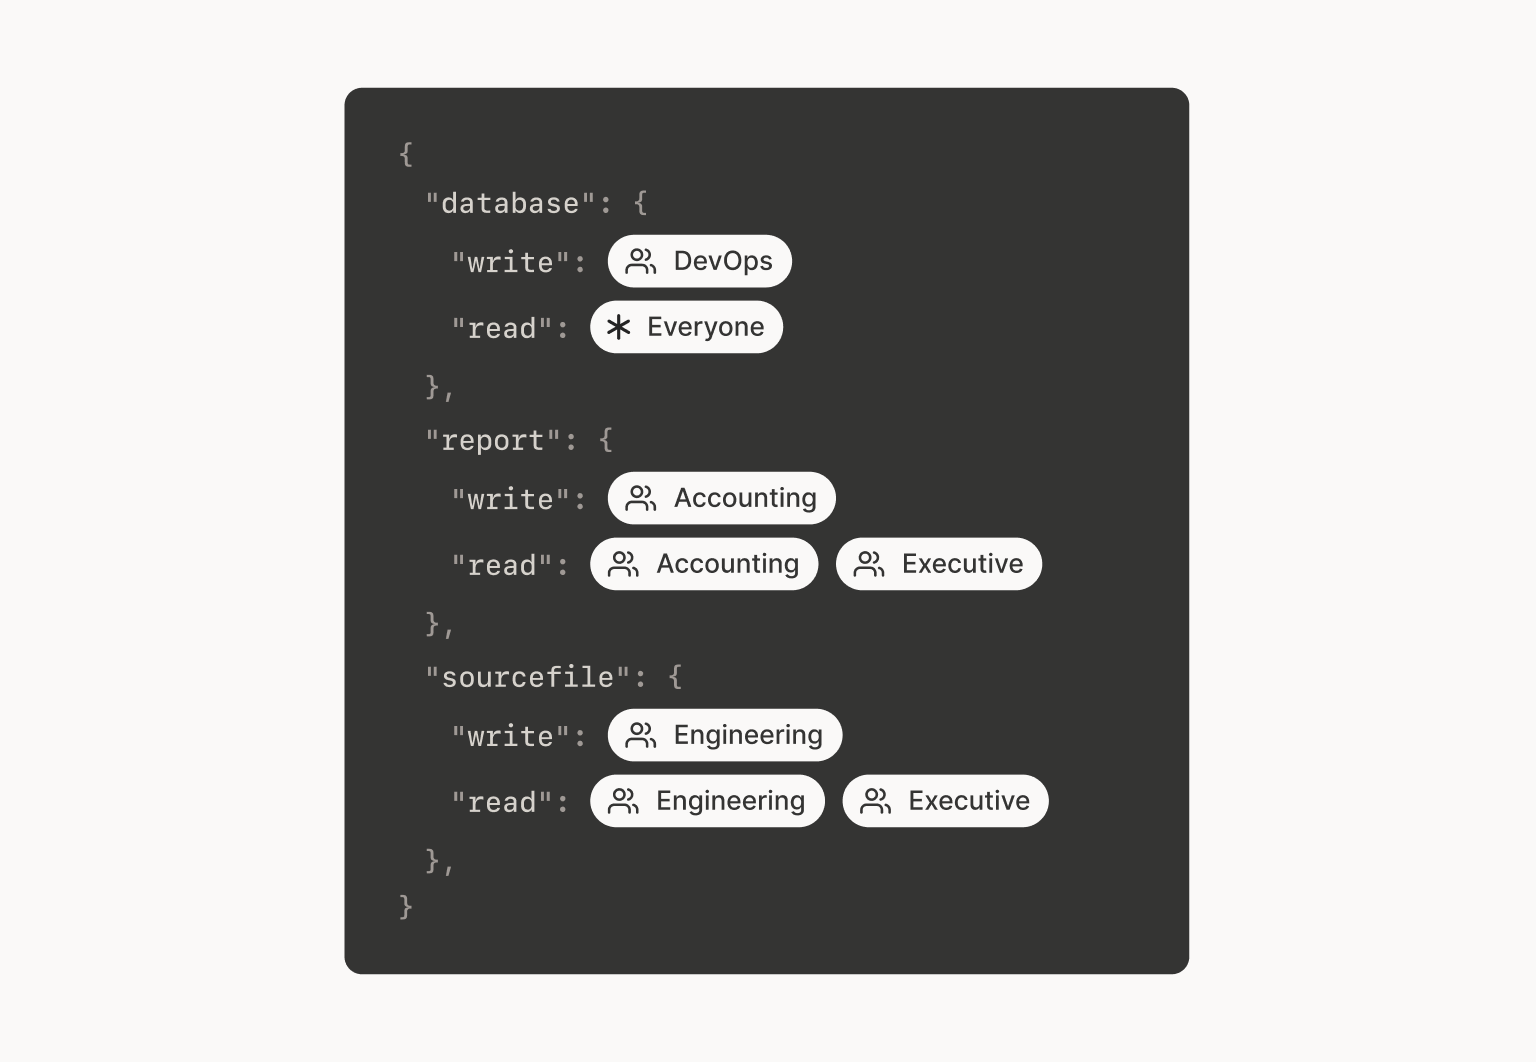 {
"database": {
"write": DevOps
"read": Everyone
},
"report": {
"write": Accounting
"read": Accounting Executive
},
"sourcefile": {
"write": Engineering
"read": Engineering Executive
},
}